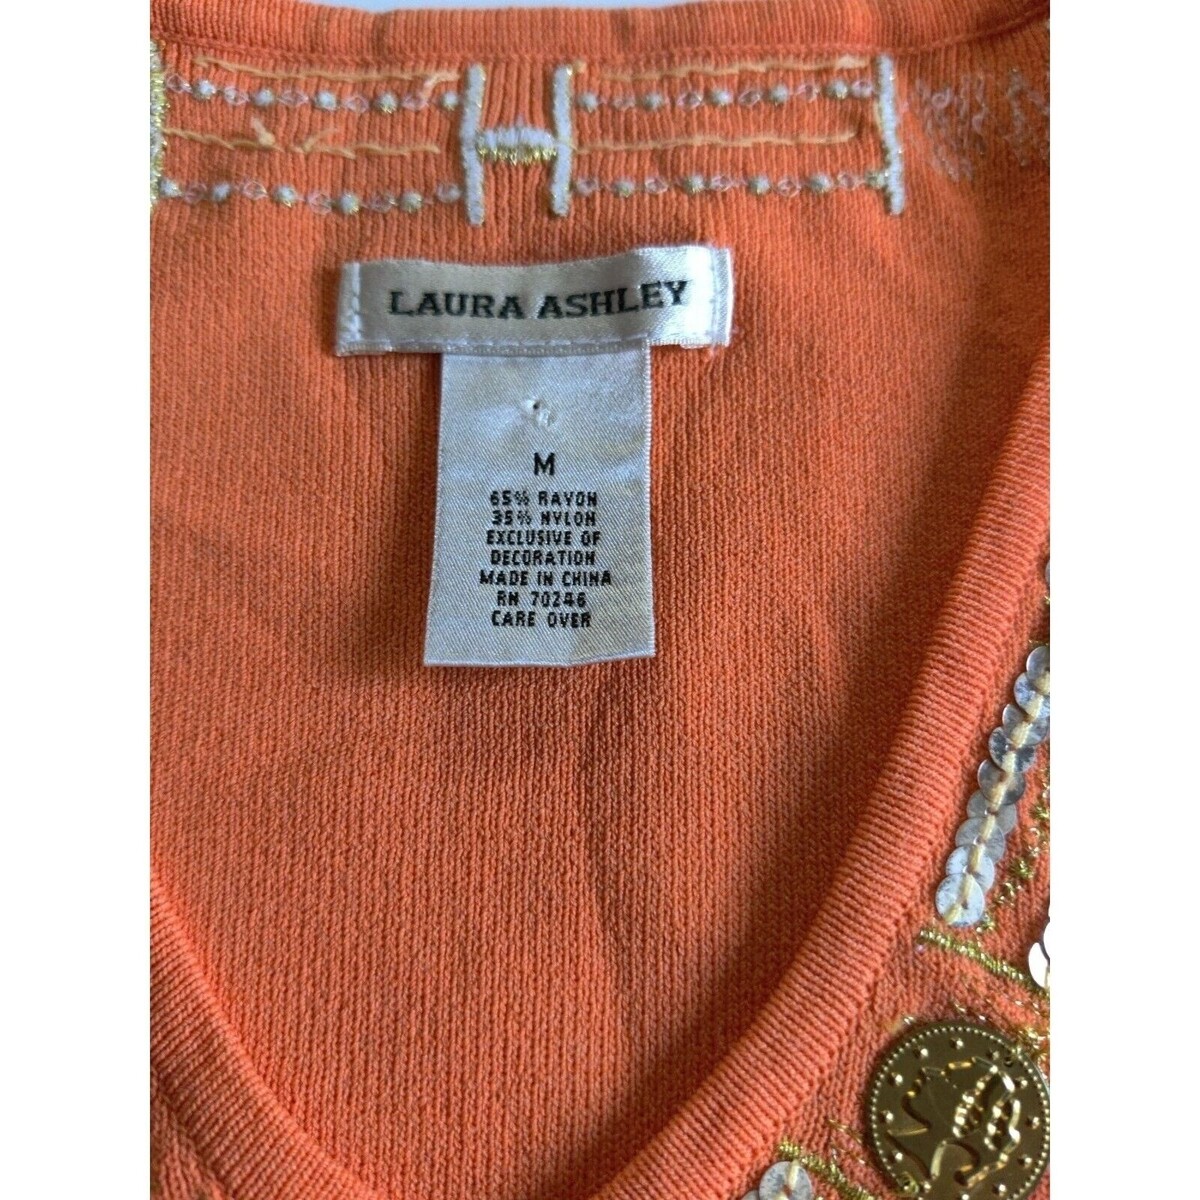 LAURA ASHLEY
M
65% RAYON
35% NYLON
EXCLUSIVE OF
DECORATION
MADE IN CHINA
RN 70246
CARE OVER